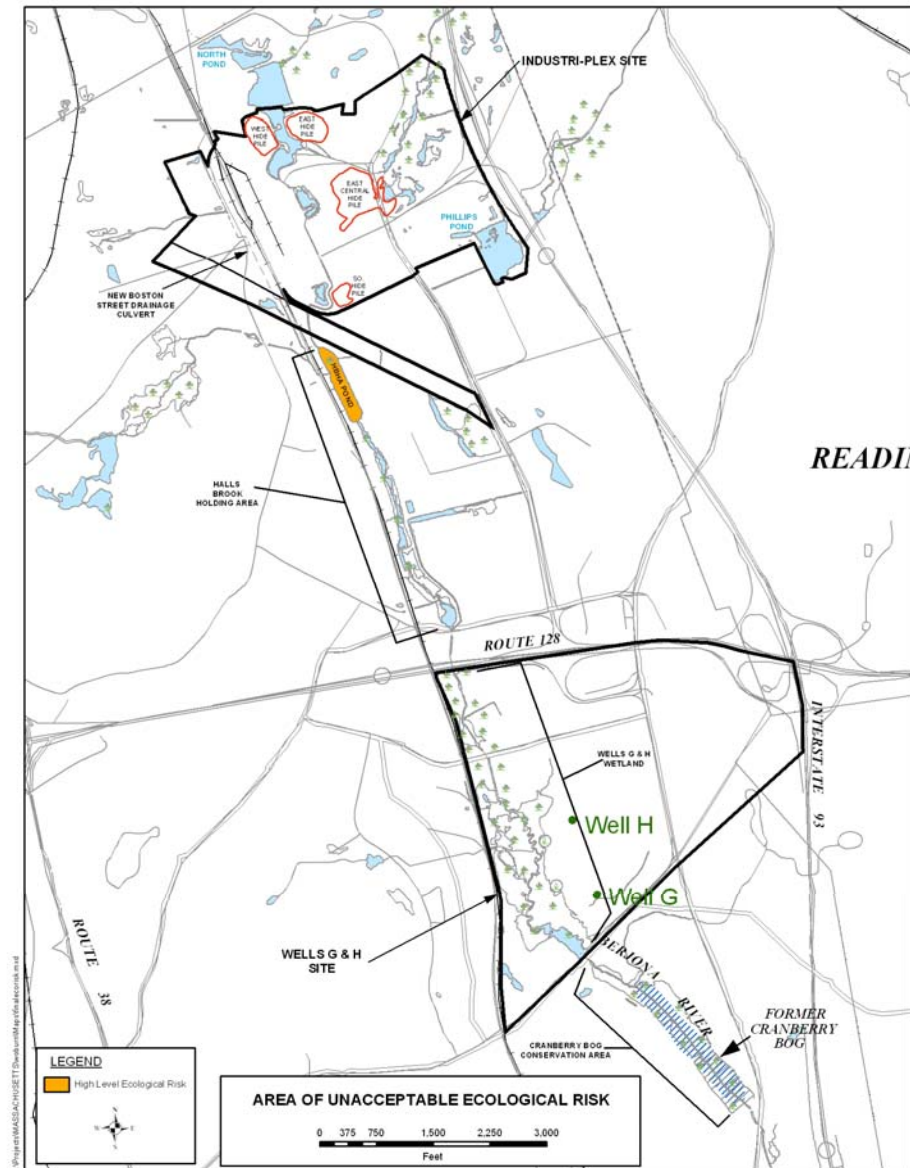 NORTH
POND
INDUSTRI-PLEX SITE
WEST
HIDE
PILE
EAST
HIDE
PILE
EAST
CENTRAL
HIDE
PILE
PHILLIPS
POND
SO
HIDE
PILE
NEW BOSTON
STREET DRAINAGE
CULVERT
HBHA POND
READIN
HALLS
BROOK
HOLDING AREA
ROUTE 128
INTERSTATE 93
WELLS G & H
WETLAND
Well H
Well G
WELLS G & H
SITE
ABERJONA RIVER
ROUTE 38
FORMER
CRANBERRY
BOG
CRANBERRY BOG
CONSERVATION AREA
LEGEND
High Level Ecological Risk
AREA OF UNACCEPTABLE ECOLOGICAL RISK
0 375 750 1,500 2,250 3,000
Feet